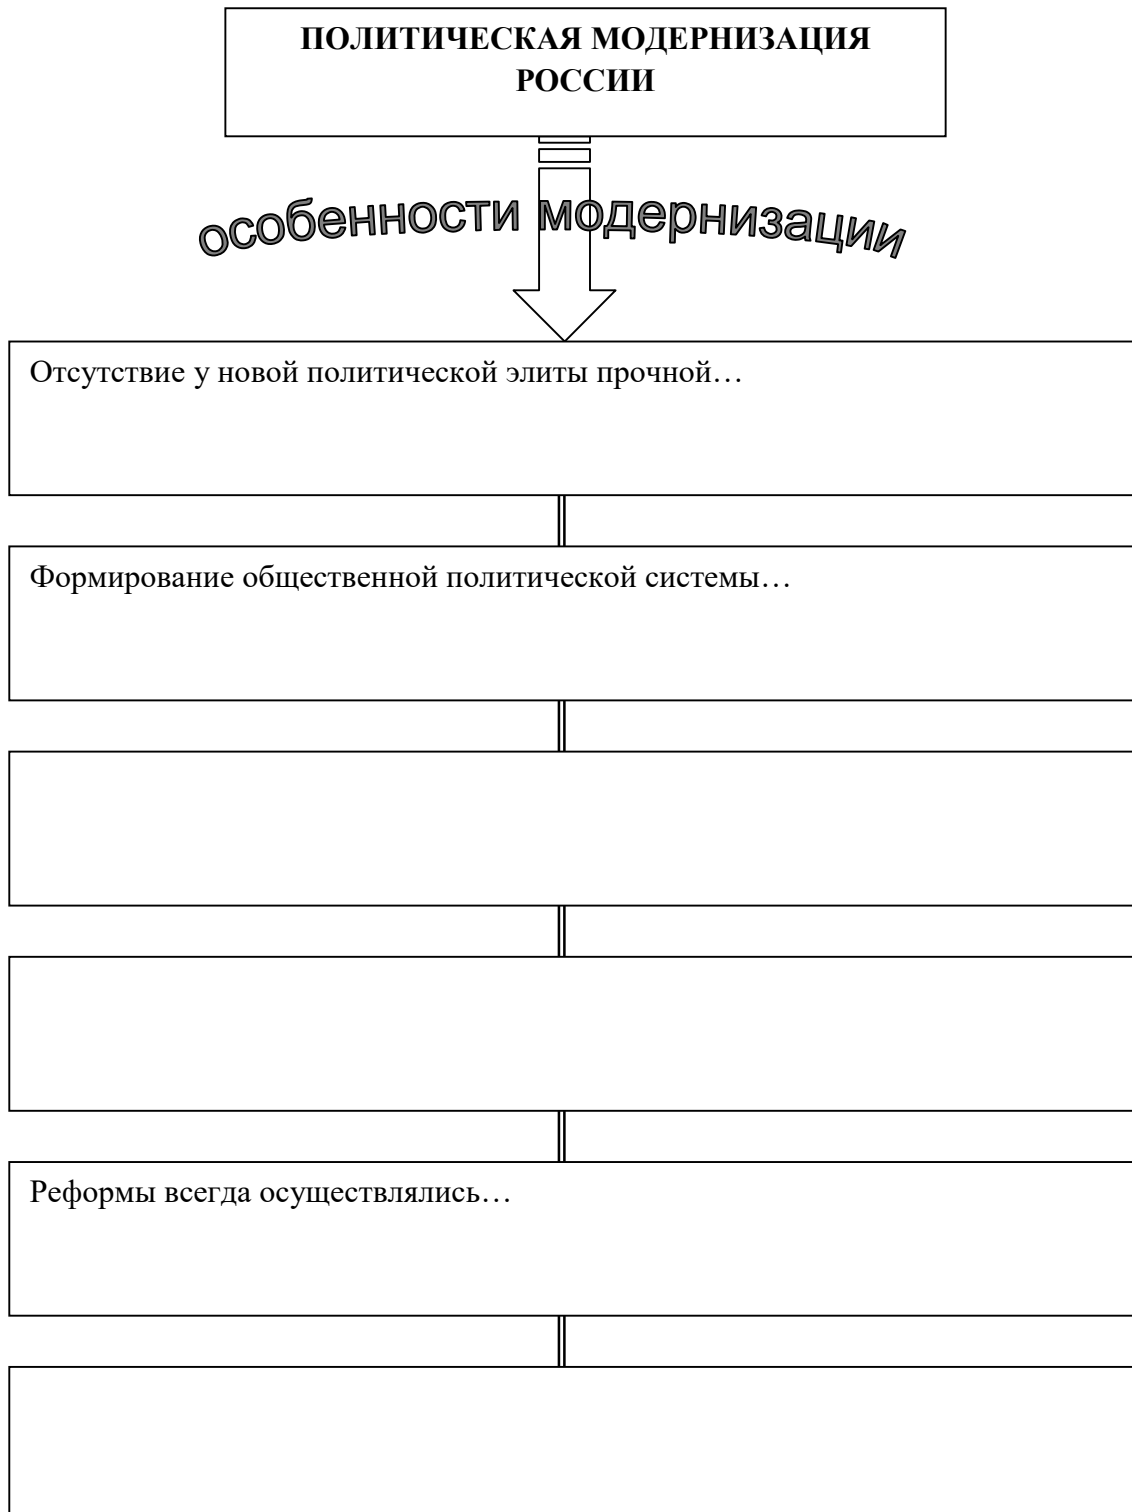 ПОЛИТИЧЕСКАЯ МОДЕРНИЗАЦИЯ
РОССИИ
особенности модернизации
Отсутствие у новой политической элиты прочной…
Формирование общественной политической системы…
Реформы всегда осуществлялись…